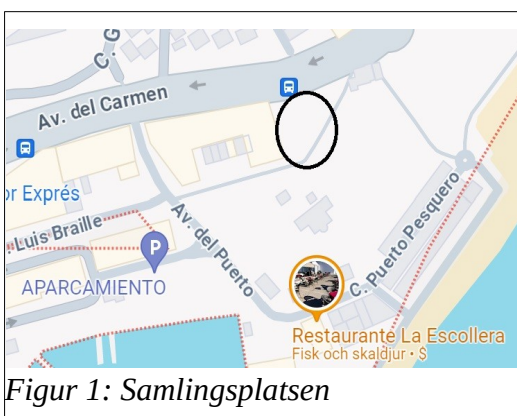 C. G
Av. del Carmen
or Exprés
. Luis Braille
Av. del Puerto
P
APARCAMIENTO
C. Puerto Pesquero
Restaurante La Escollera
Fisk och skaldjur • $
Figur 1: Samlingsplatsen